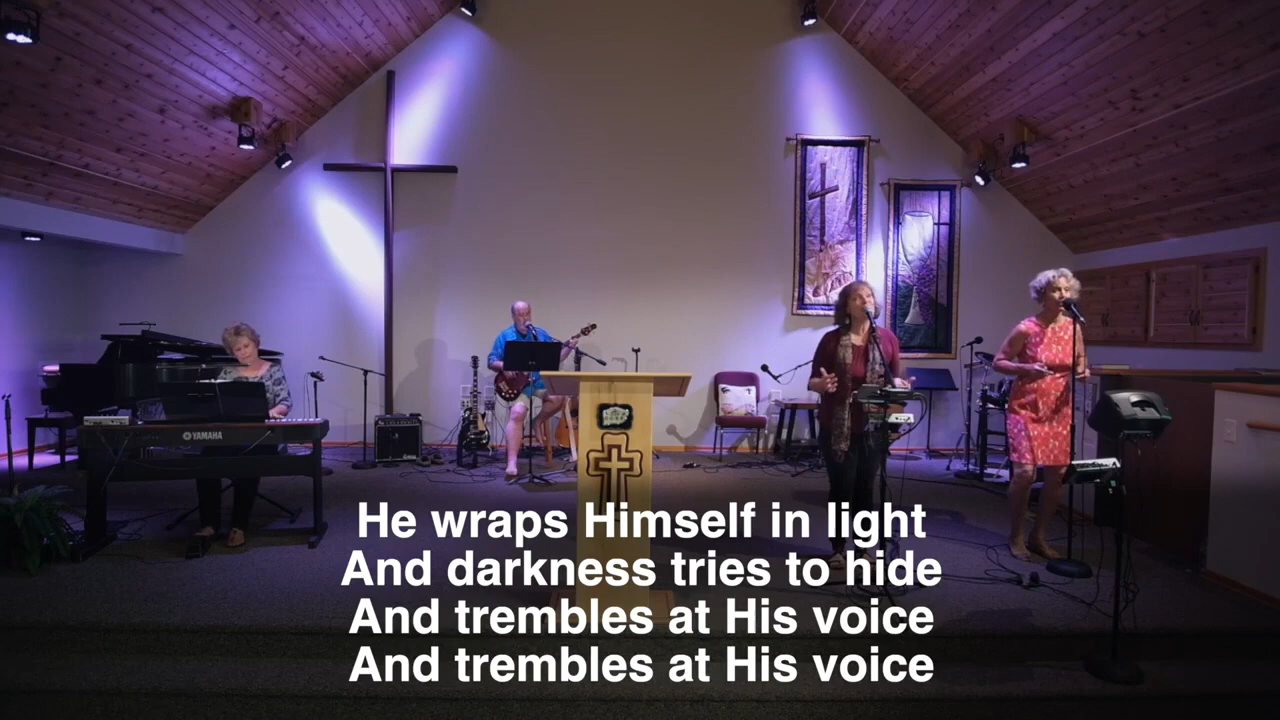 YAMAHA
He wraps Himself in light
And darkness tries to hide
And trembles at His voice
And trembles at His voice